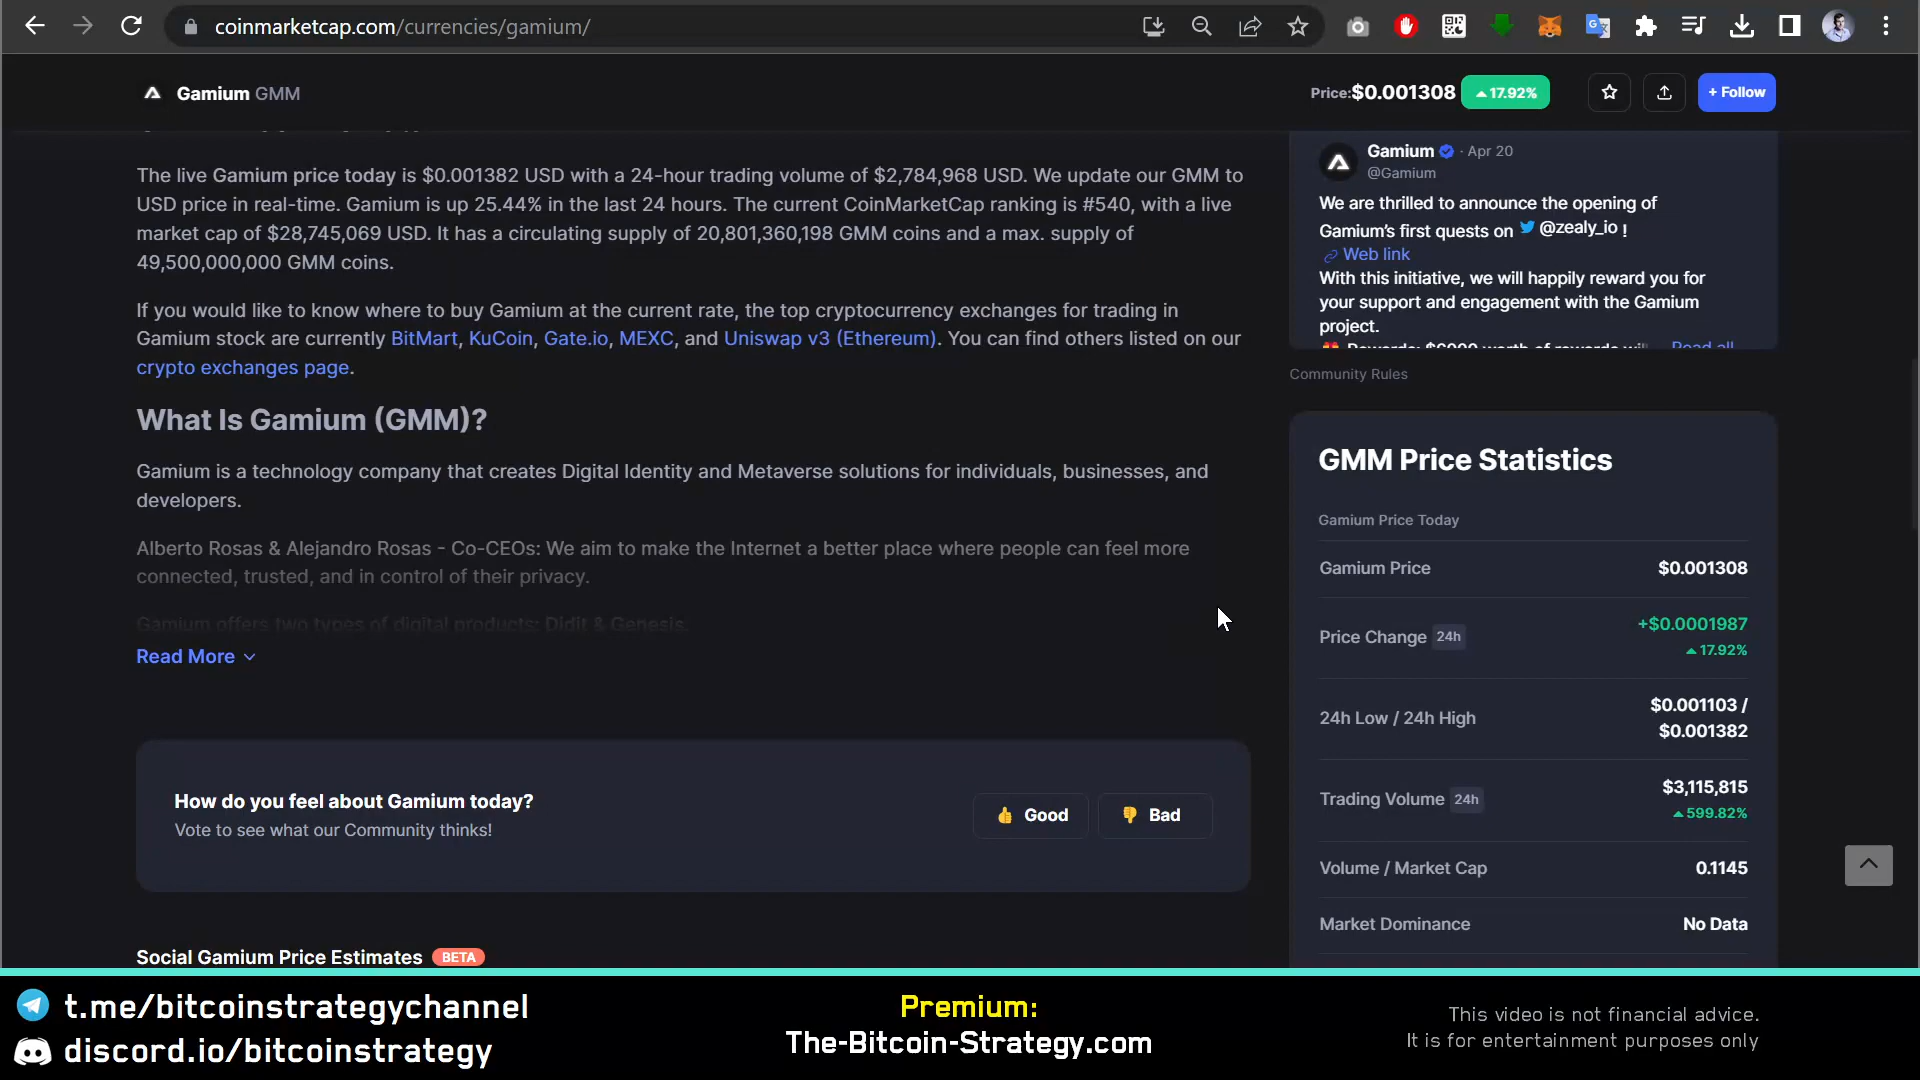 coinmarketcap.com/currencies/gamium/
Gamium GMM
Price:$0.001308 17.92% + Follow
The live Gamium price today is $0.001382 USD with a 24-hour trading volume of $2,784,968 USD. We update our GMM to
USD price in real-time. Gamium is up 25.44% in the last 24 hours. The current CoinMarketCap ranking is #540, with a live
market cap of $28,745,069 USD. It has a circulating supply of 20,801,360,198 GMM coins and a max. supply of
49,500,000,000 GMM coins.
If you would like to know where to buy Gamium at the current rate, the top cryptocurrency exchanges for trading in
Gamium stock are currently BitMart, KuCoin, Gate.io, MEXC, and Uniswap v3 (Ethereum). You can find others listed on our
crypto exchanges page.
What Is Gamium (GMM)?
Gamium is a technology company that creates Digital Identity and Metaverse solutions for individuals, businesses, and
developers.
Alberto Rosas & Alejandro Rosas - Co-CEOs: We aim to make the Internet a better place where people can feel more
connected, trusted, and in control of their privacy.
Gamium offers two types of digital products: Didit & Genesis.
Read More
How do you feel about Gamium today?
Vote to see what our Community thinks!
Good
Bad
Social Gamium Price Estimates BETA
Gamium · Apr 20
@Gamium
We are thrilled to announce the opening of
Gamium's first quests on @zealy_io !
Web link
With this initiative, we will happily reward you for
your support and engagement with the Gamium
project.
Rewards: $6000 worth of rewards Read all
Community Rules
GMM Price Statistics
Gamium Price Today
Gamium Price $0.001308
Price Change 24h +$0.0001987
17.92%
24h Low / 24h High $0.001103 /
$0.001382
Trading Volume 24h $3,115,815
599.82%
Volume / Market Cap 0.1145
Market Dominance No Data
t.me/bitcoinstrategychannel
discord.io/bitcoinstrategy
Premium:
The-Bitcoin-Strategy.com
This video is not financial advice.
It is for entertainment purposes only